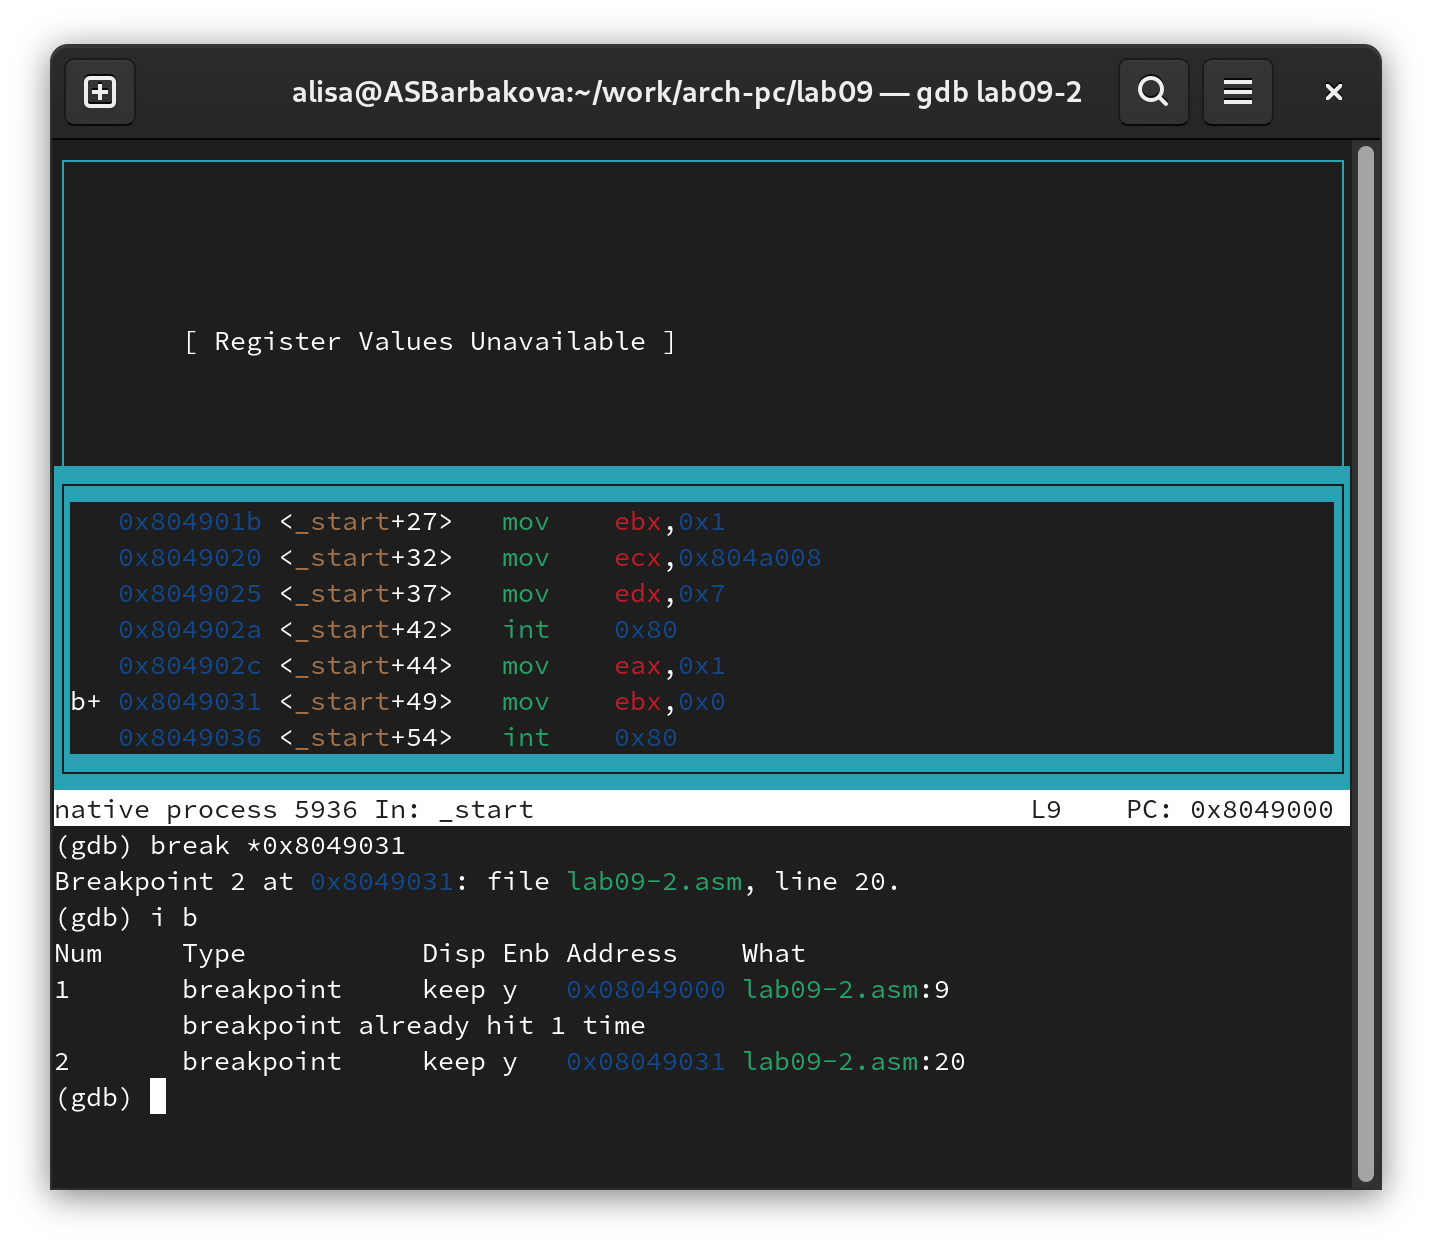 alisa@ASBarbakova:~/work/arch-pc/lab09 — gdb lab09-2
[ Register Values Unavailable ]
0x804901b <_start+27> mov ebx,0x1
0x8049020 <_start+32> mov ecx,0x804a008
0x8049025 <_start+37> mov edx,0x7
0x804902a <_start+42> int 0x80
0x804902c <_start+44> mov eax,0x1
b+ 0x8049031 <_start+49> mov ebx,0x0
0x8049036 <_start+54> int 0x80
native process 5936 In: _start L9 PC: 0x8049000
(gdb) break *0x8049031
Breakpoint 2 at 0x8049031: file lab09-2.asm, line 20.
(gdb) i b
Num Type Disp Enb Address What
1 breakpoint keep y 0x08049000 lab09-2.asm:9
breakpoint already hit 1 time
2 breakpoint keep y 0x08049031 lab09-2.asm:20
(gdb)